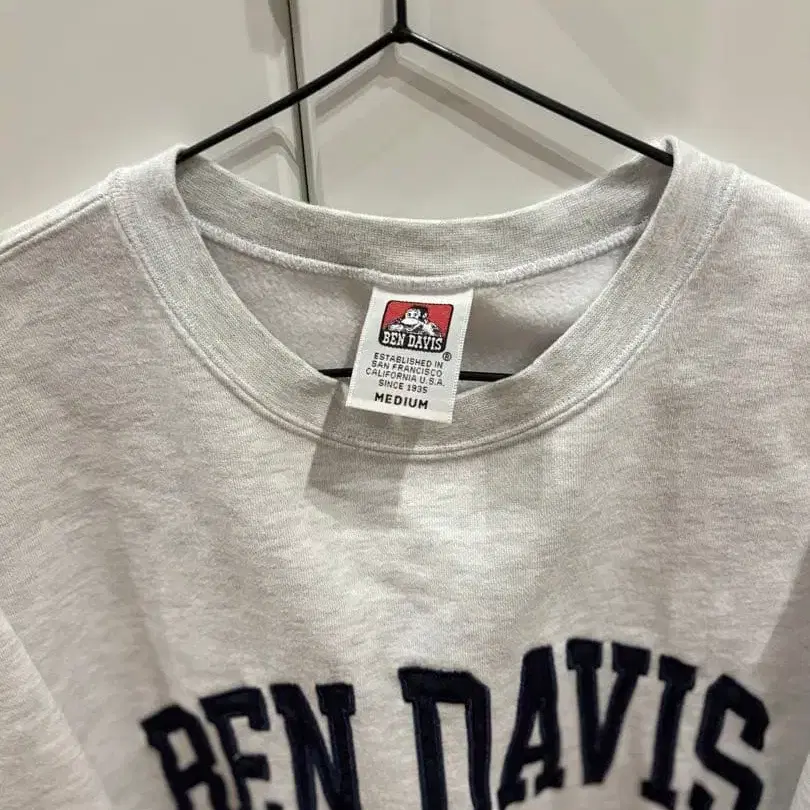 BEN DAVIS
®
ESTABLISHED IN
SAN FRANCISCO
CALIFORNIA U.S.A.
SINCE 1935
MEDIUM
BEN DAVIS